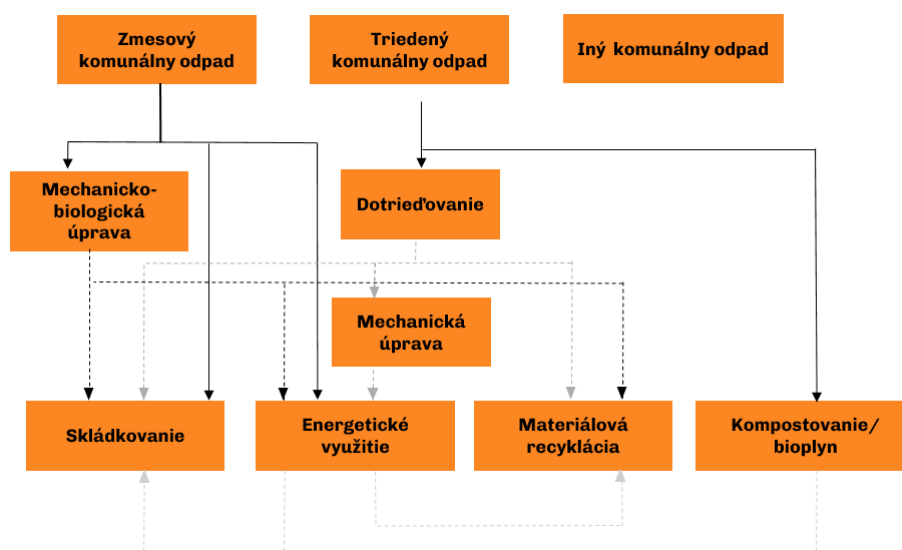 Zmesový
komunálny odpad
Triedený
komunálny odpad
Iný komunálny odpad
Mechanicko-
biologická
úprava
Dotrieďovanie
Mechanická
úprava
Skládkovanie
Energetické
využitie
Materiálová
recyklácia
Kompostovanie/
bioplyn